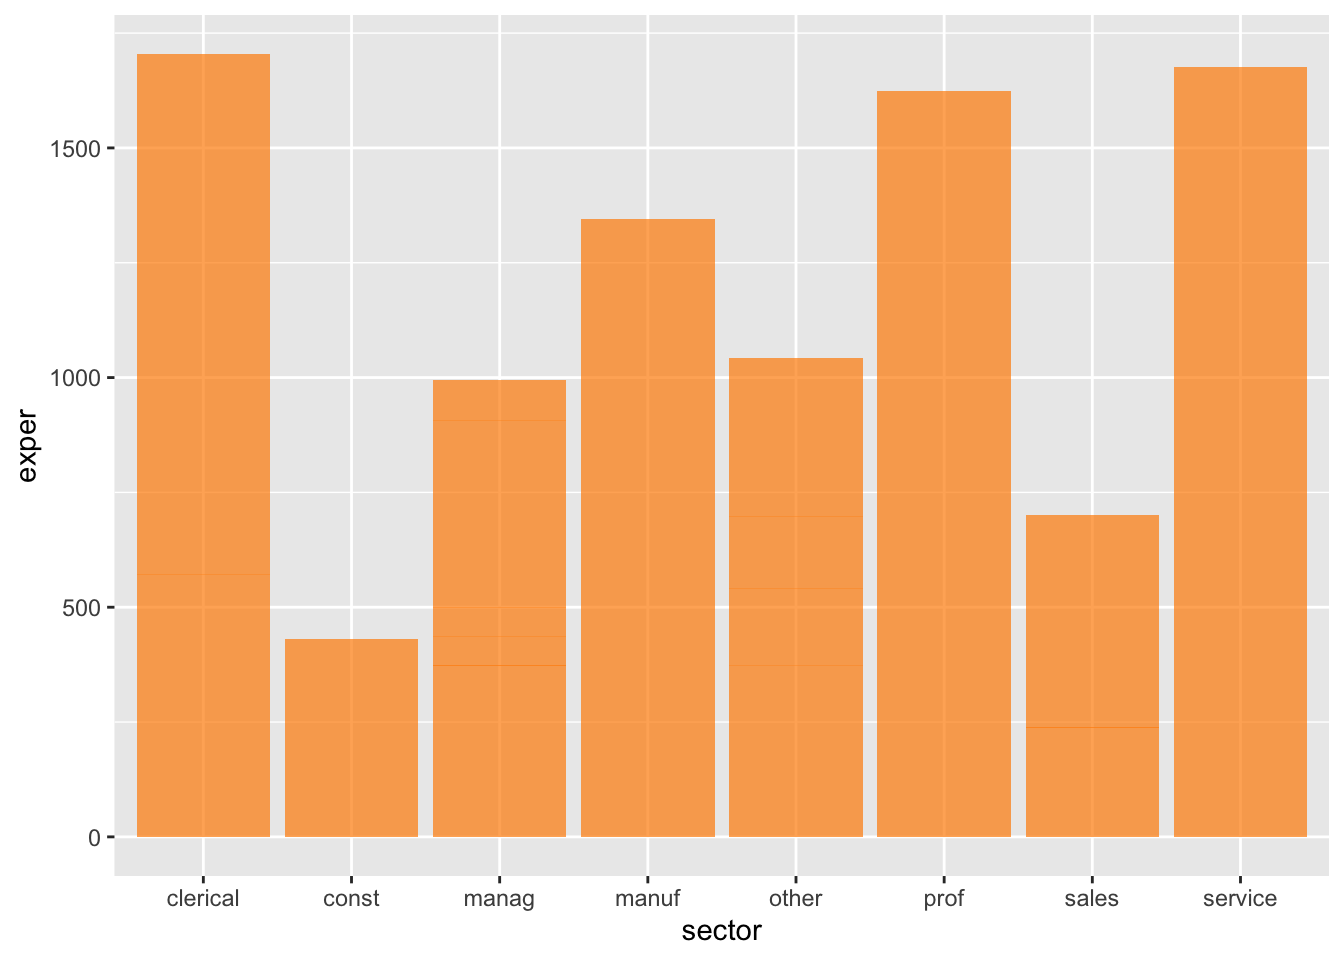 1500
1000
500
0
exper
clerical const manag manuf other prof sales service
sector